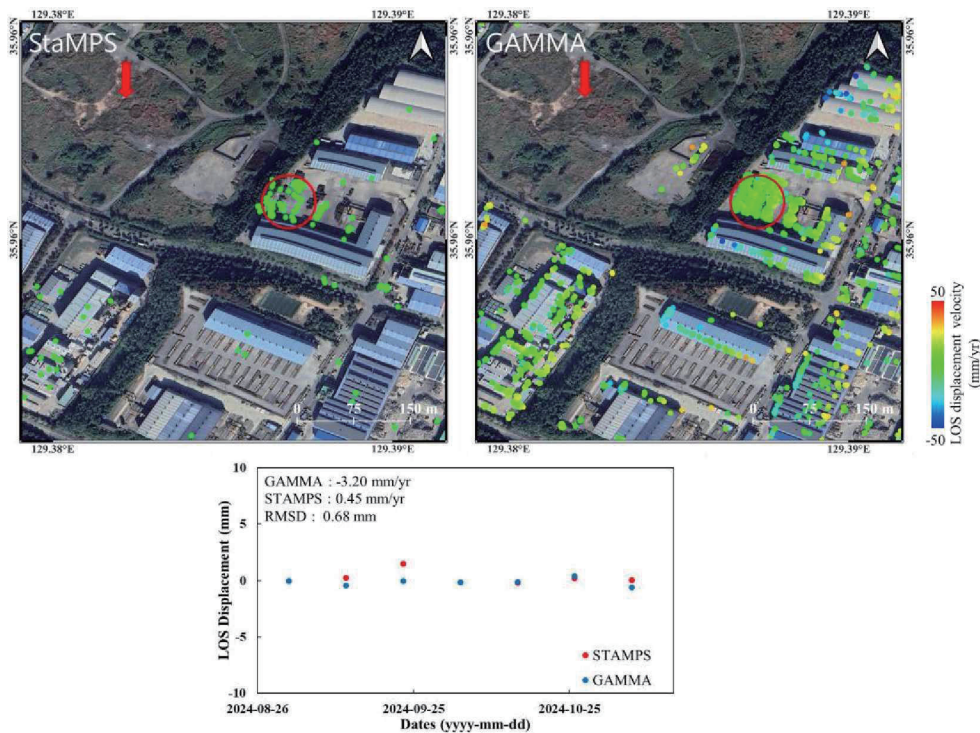 129.38°E
129.39°E
129.38°E
129.39°E
35.96°N
35.96°N
35.96°N
35.96°N
StaMPS
GAMMA
35.96°N
35.96°N
35.96°N
35.96°N
0 75 150 m
0 75 150 m
50
LOS displacement velocity
(mm/yr)
-50
129.38°E
129.39°E
129.38°E
129.39°E
GAMMA : -3.20 mm/yr
STAMPS : 0.45 mm/yr
RMSD : 0.68 mm
10
5
0
-5
-10
LOS Displacement (mm)
STAMPS
GAMMA
2024-08-26
2024-09-25
2024-10-25
Dates (yyyy-mm-dd)